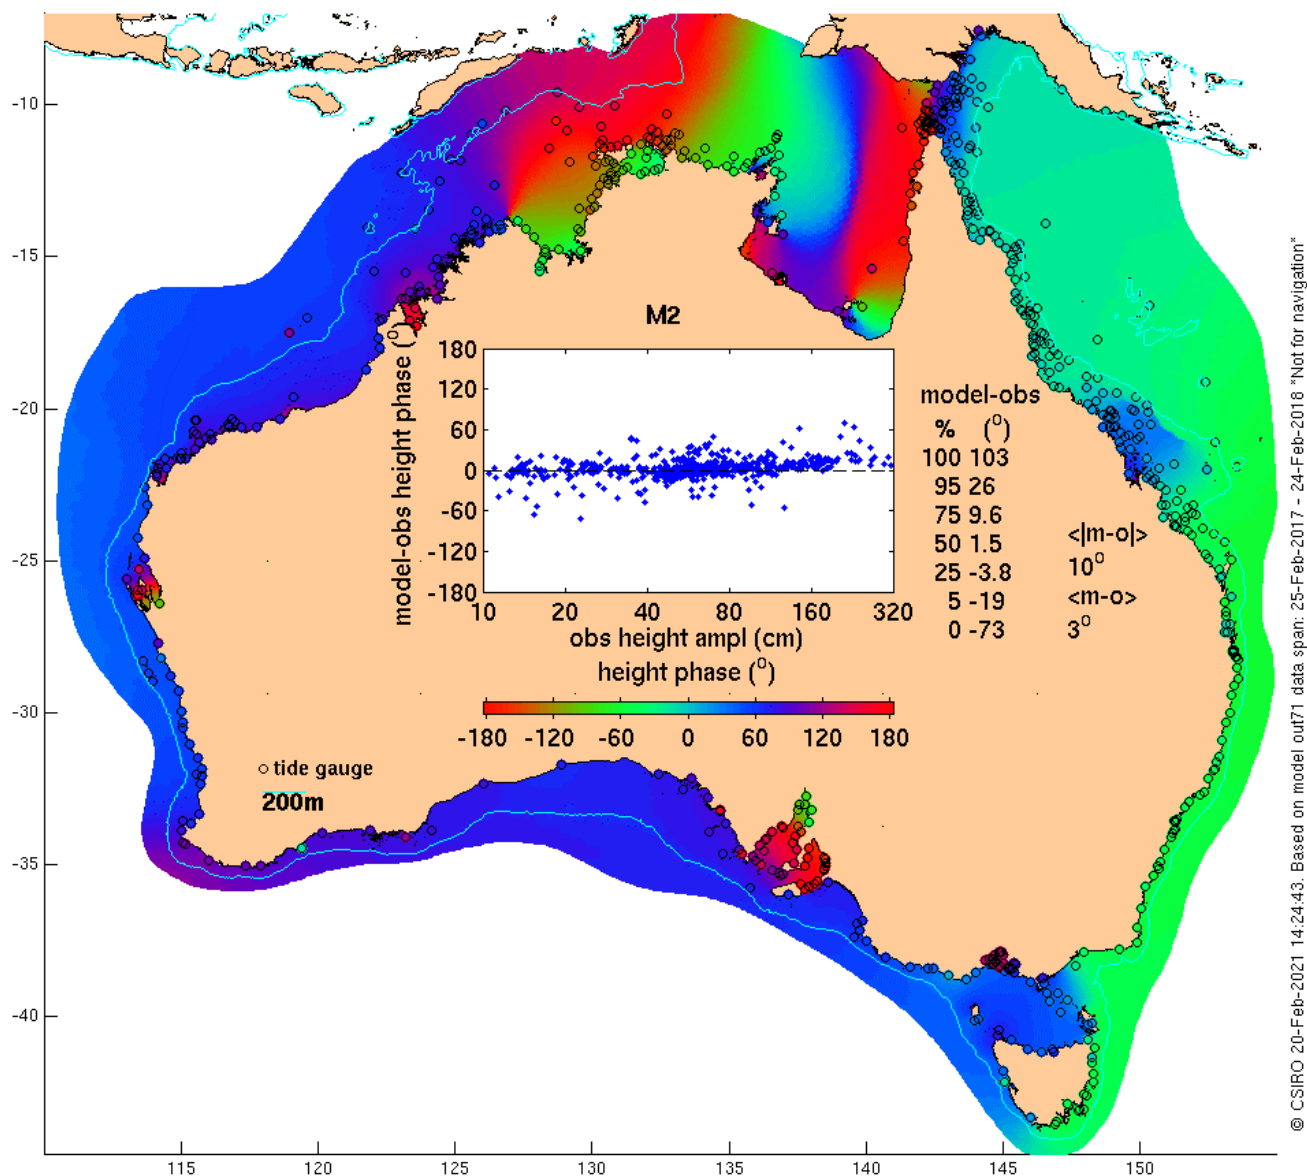 -10
-15
-20
-25
-30
-35
-40
115 120 125 130 135 140 145 150
M2
model-obs height phase (o)
180
120
60
0
-60
-120
-180
10 20 40 80 160 320
obs height ampl (cm)
height phase (o)
-180 -120 -60 0 60 120 180
model-obs
% (o)
100 103
95 26
75 9.6
50 1.5
25 -3.8
5 -19
0 -73
<|m-o|>
10o
<m-o>
3o
tide gauge
200m
© CSIRO 20-Feb-2021 14:24:43. Based on model out71 data span: 25-Feb-2017 - 24-Feb-2018 "Not for navigation"